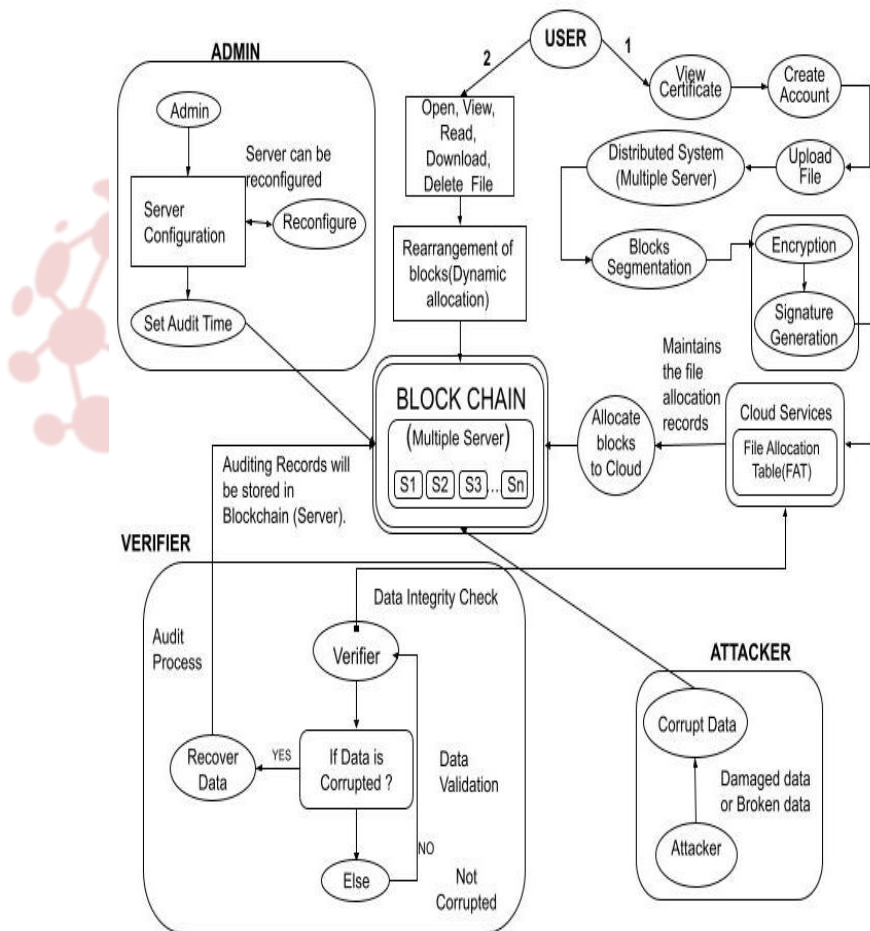 ADMIN
USER
2
1
Admin
Server can be
reconfigured
Server
Configuration
Reconfigure
Set Audit Time
Open, View,
Read,
Download,
Delete File
Rearrangement of
blocks(Dynamic
allocation)
View
Certificate
Create
Account
Distributed System
(Multiple Server)
Upload
File
Blocks
Segmentation
Encryption
Signature
Generation
Maintains
the file
allocation
records
BLOCK CHAIN
(Multiple Server)
S1 S2 S3 ... Sn
Allocate
blocks
to Cloud
Cloud Services
File Allocation
Table(FAT)
Auditing Records will
be stored in
Blockchain (Server).
VERIFIER
Data Integrity Check
Audit
Process
Verifier
Recover
Data
YES
If Data is
Corrupted ?
Data
Validation
NO
Else
Not
Corrupted
ATTACKER
Corrupt Data
Damaged data
or Broken data
Attacker